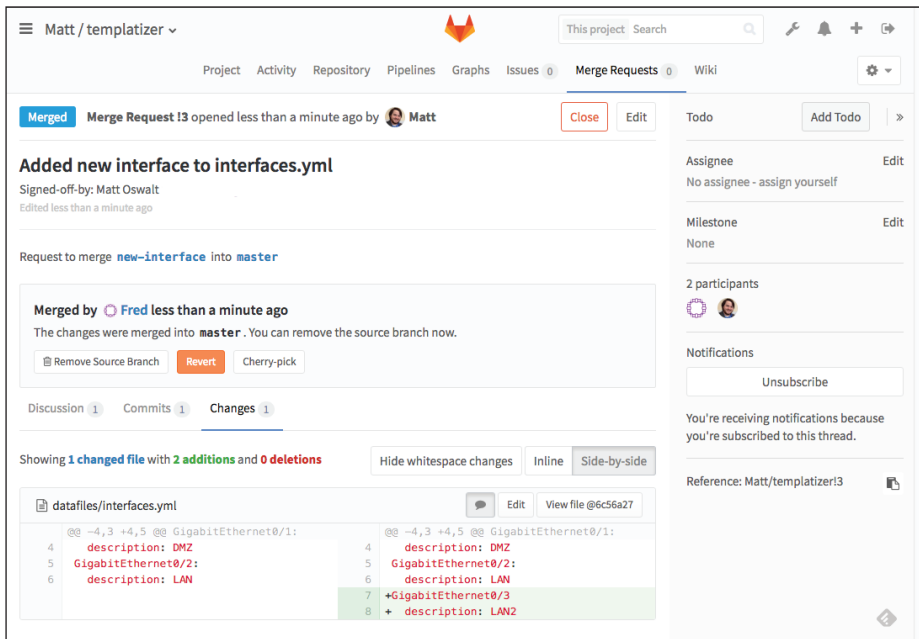 Matt / templatizer
This project Search
Project Activity Repository Pipelines Graphs Issues 0 Merge Requests 0 Wiki
Merged Merge Request !3 opened less than a minute ago by Matt
Close Edit
Added new interface to interfaces.yml
Signed-off-by: Matt Oswalt
Edited less than a minute ago
Request to merge new-interface into master
Merged by Fred less than a minute ago
The changes were merged into master. You can remove the source branch now.
Remove Source Branch Revert Cherry-pick
Discussion 1 Commits 1 Changes 1
Showing 1 changed file with 2 additions and 0 deletions
Hide whitespace changes Inline Side-by-side
datafiles/interfaces.yml
Edit View file @6c56a27
@@ -4,3 +4,5 @@ GigabitEthernet0/1:
4 description: DMZ
5 GigabitEthernet0/2:
6 description: LAN
@@ -4,3 +4,5 @@ GigabitEthernet0/1:
4 description: DMZ
5 GigabitEthernet0/2:
6 description: LAN
7 +GigabitEthernet0/3
8 + description: LAN2
Todo Add Todo »
Assignee Edit
No assignee - assign yourself
Milestone Edit
None
2 participants
Notifications
Unsubscribe
You're receiving notifications because
you're subscribed to this thread.
Reference: Matt/templatizer!3